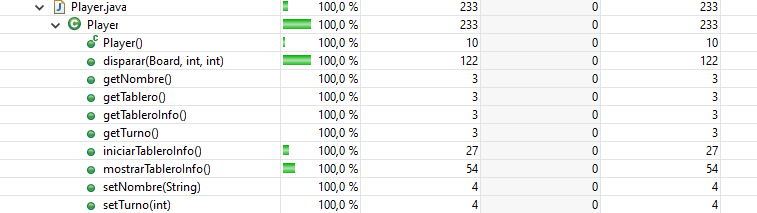 Player.java 100,0 % 233 0 233
Player 100,0 % 233 0 233
Player() 100,0 % 10 0 10
disparar(Board, int, int) 100,0 % 122 0 122
getNombre() 100,0 % 3 0 3
getTablero() 100,0 % 3 0 3
getTableroInfo() 100,0 % 3 0 3
getTurno() 100,0 % 3 0 3
iniciarTableroInfo() 100,0 % 27 0 27
mostrarTableroInfo() 100,0 % 54 0 54
setNombre(String) 100,0 % 4 0 4
setTurno(int) 100,0 % 4 0 4